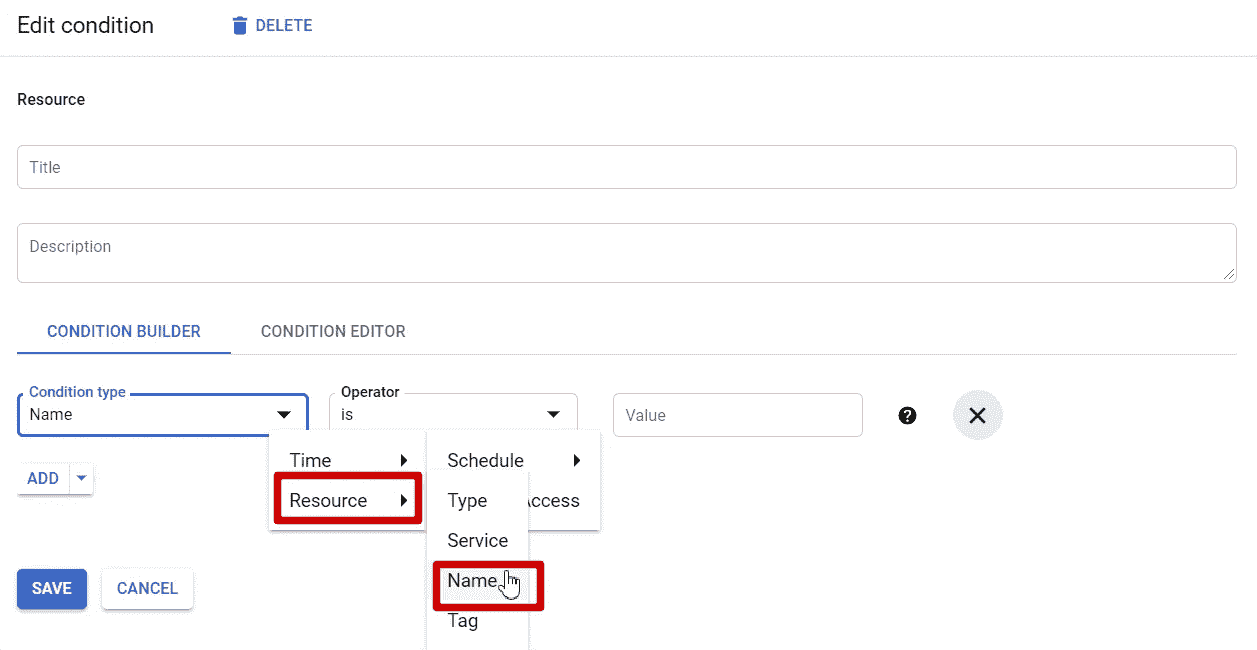 Edit condition DELETE
Resource
Title
Description
CONDITION BUILDER CONDITION EDITOR
Condition type Operator
Name is Value
Time Schedule
ADD
Resource Type Access
Service
SAVE CANCEL Name
Tag